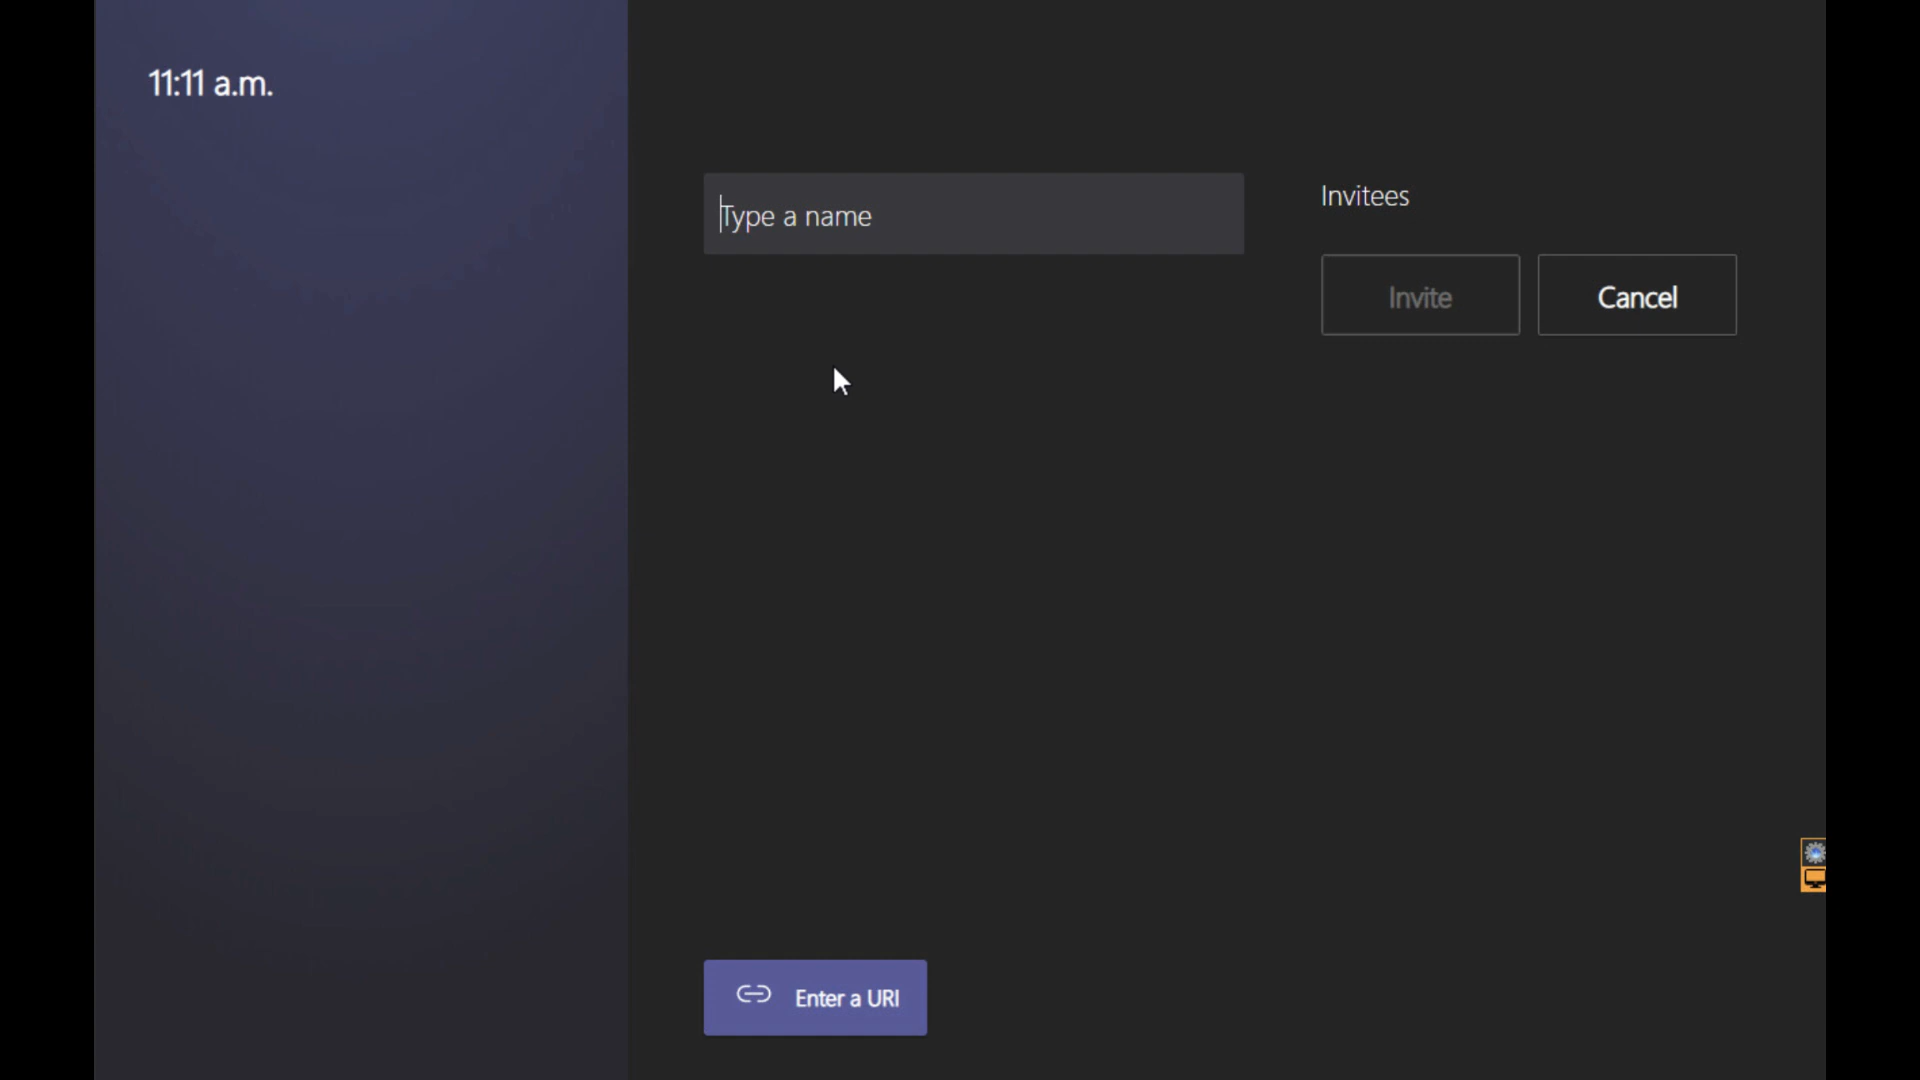 11:11 a.m.
Type a name
Invitees
Invite
Cancel
Enter a URI